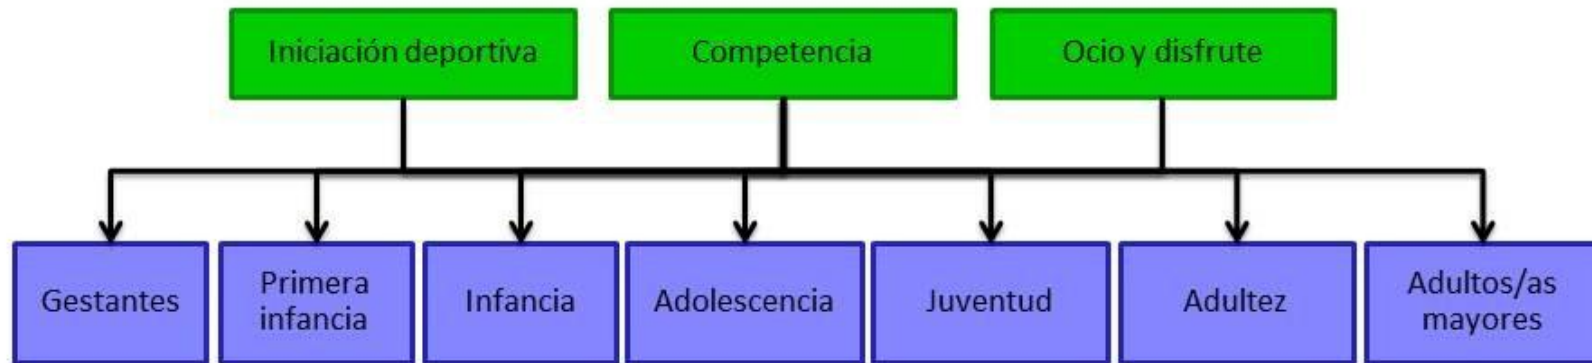 Iniciación deportiva
Competencia
Ocio y disfrute
Gestantes
Primera
infancia
Infancia
Adolescencia
Juventud
Adultez
Adultos/as
mayores